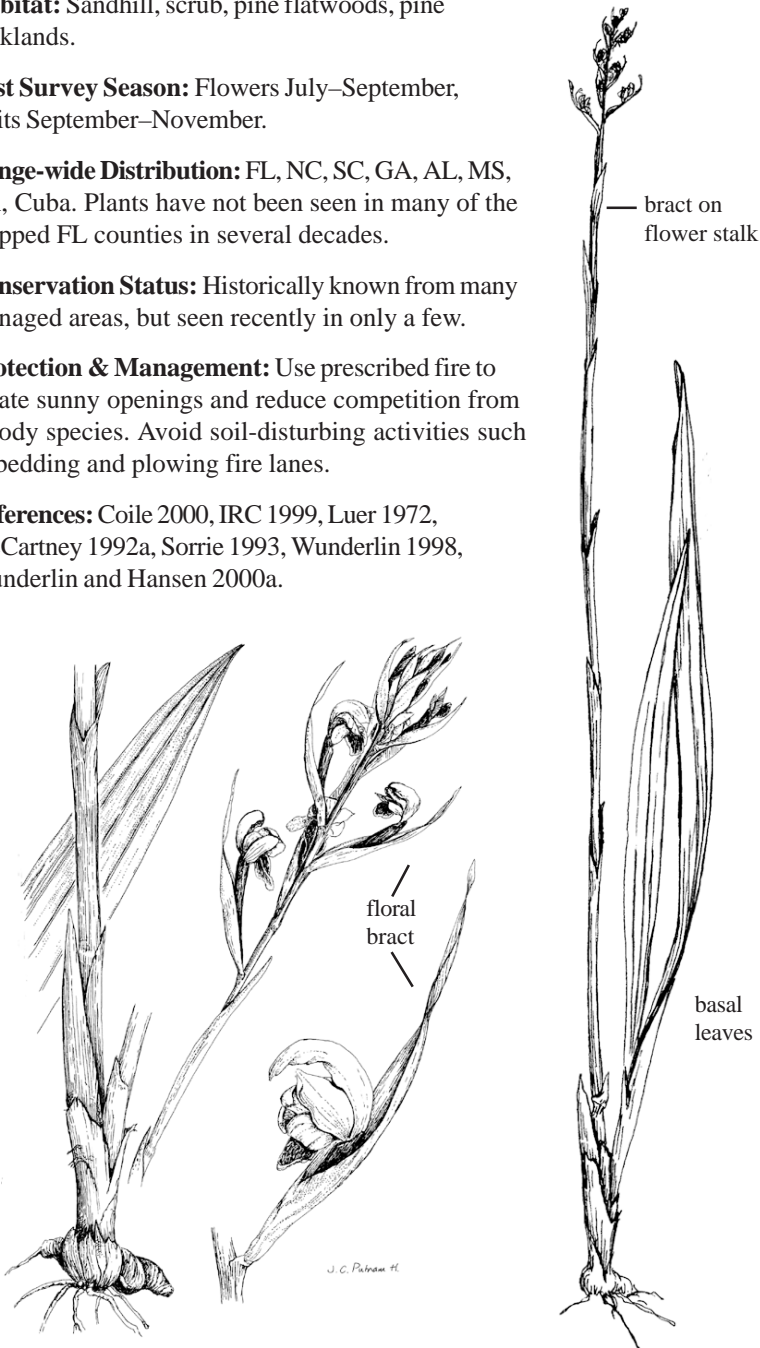 bitat: Sandhill, scrub, pine flatwoods, pine
klands.
st Survey Season: Flowers July–September,
its September–November.
nge-wide Distribution: FL, NC, SC, GA, AL, MS,
, Cuba. Plants have not been seen in many of the
pped FL counties in several decades.
nservation Status: Historically known from many
naged areas, but seen recently in only a few.
otection & Management: Use prescribed fire to
ate sunny openings and reduce competition from
ody species. Avoid soil-disturbing activities such
bedding and plowing fire lanes.
ferences: Coile 2000, IRC 1999, Luer 1972,
Cartney 1992a, Sorrie 1993, Wunderlin 1998,
underlin and Hansen 2000a.
bract on
flower stalk
floral
bract
basal
leaves
J.C. Putnam H.